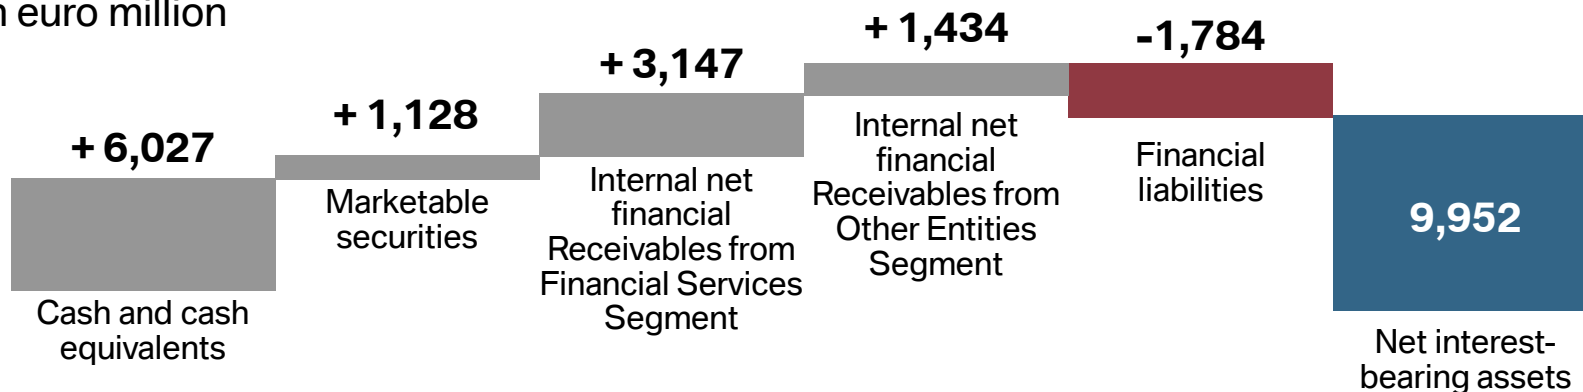 euro million
+ 6,027
Cash and cash
equivalents
+ 1,128
Marketable
securities
+ 3,147
Internal net
financial
Receivables from
Financial Services
Segment
+ 1,434
Internal net
financial
Receivables from
Other Entities
Segment
-1,784
Financial
liabilities
9,952
Net interest-
bearing assets